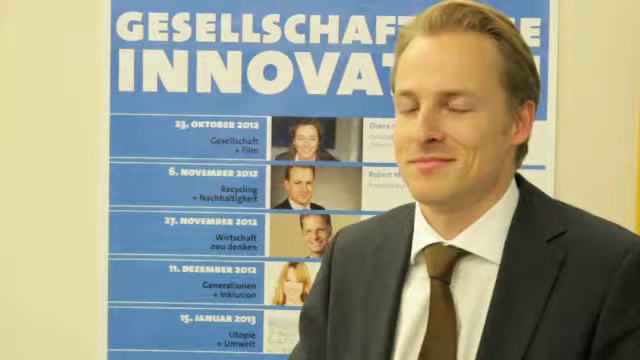 GESELLSCHAFT
INNOVAT
23. OKTOBER 2012
Gesellschaft
+ Film
Diana
6. NOVEMBER 2012
Recycling
+ Nachhaltigkeit
Robert M
27. NOVEMBER 2012
Wirtschaft
neu denken
11. DEZEMBER 2012
Generationen
+ Inklusion
15. JANUAR 2013
Utopie
+ Umwelt